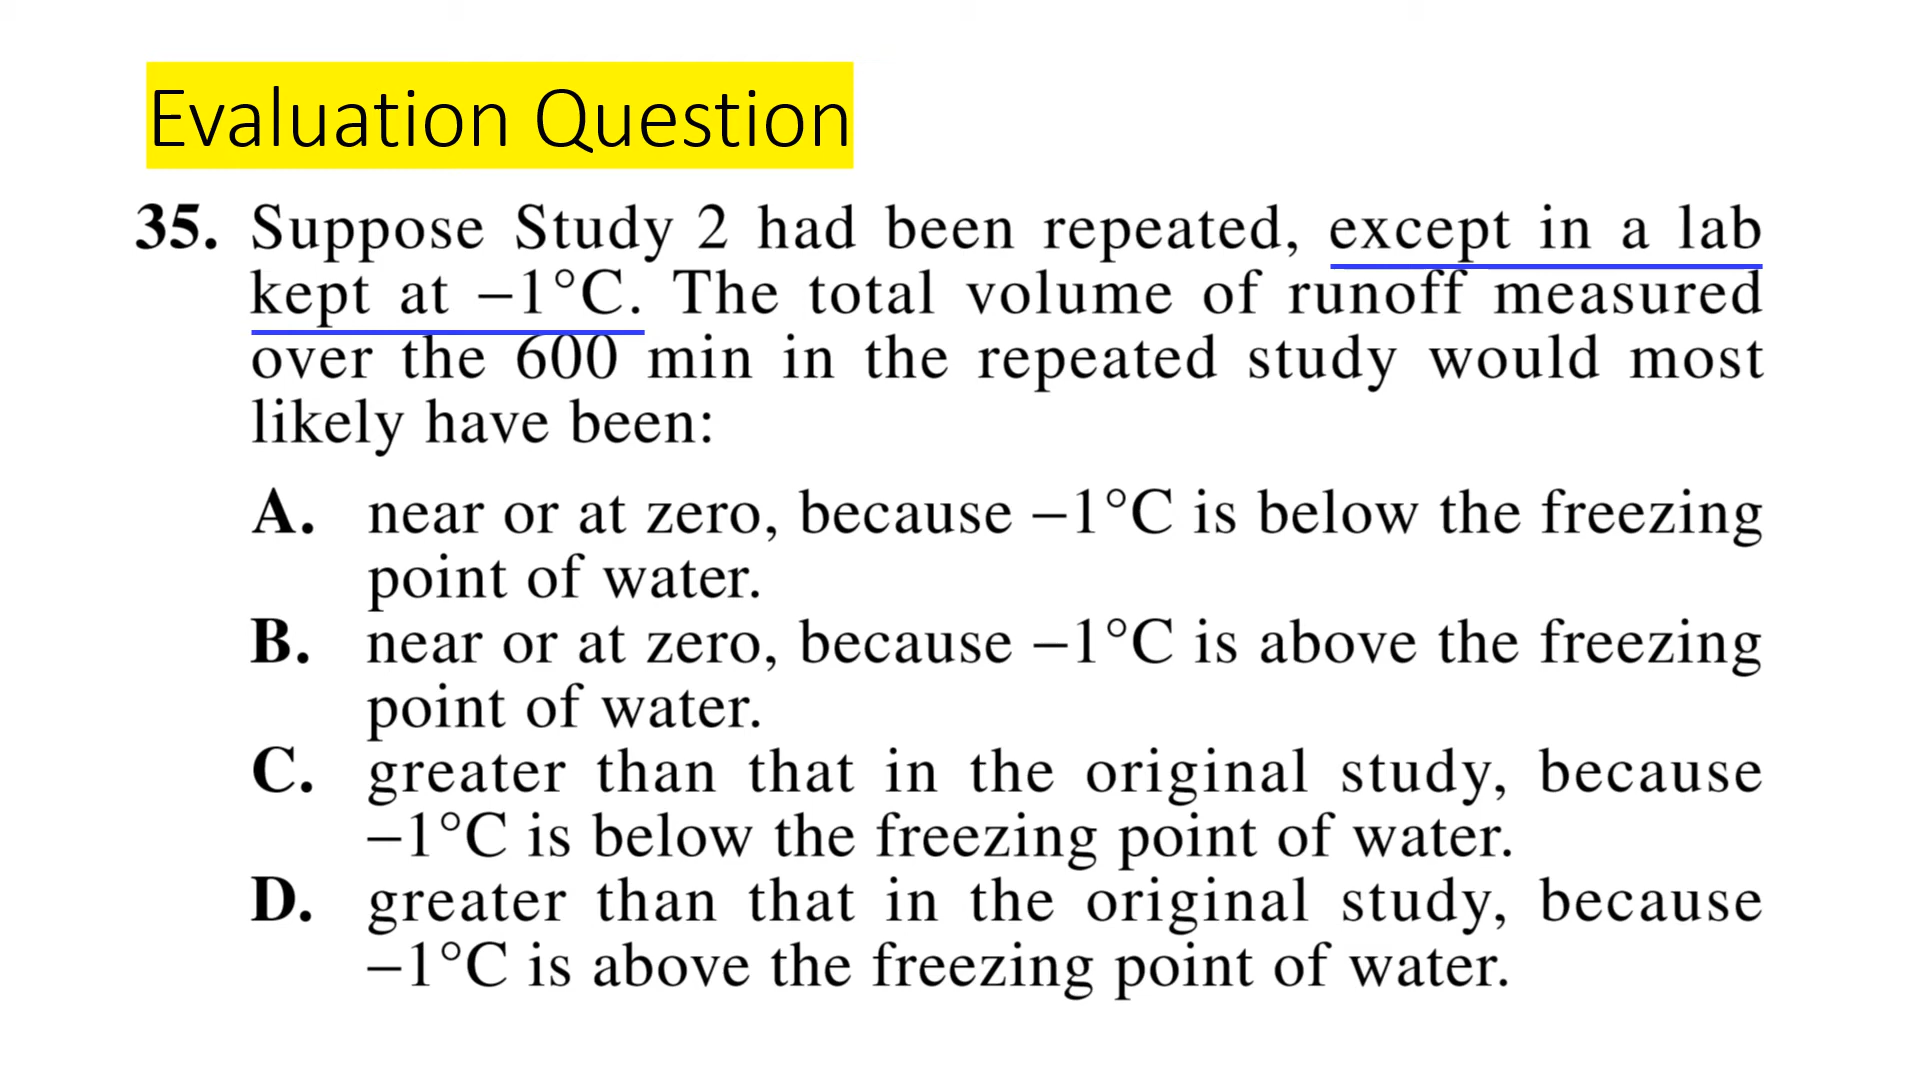 Evaluation Question
35. Suppose Study 2 had been repeated, except in a lab
kept at −1°C. The total volume of runoff measured
over the 600 min in the repeated study would most
likely have been:
A. near or at zero, because −1°C is below the freezing
point of water.
B. near or at zero, because −1°C is above the freezing
point of water.
C. greater than that in the original study, because
−1°C is below the freezing point of water.
D. greater than that in the original study, because
−1°C is above the freezing point of water.